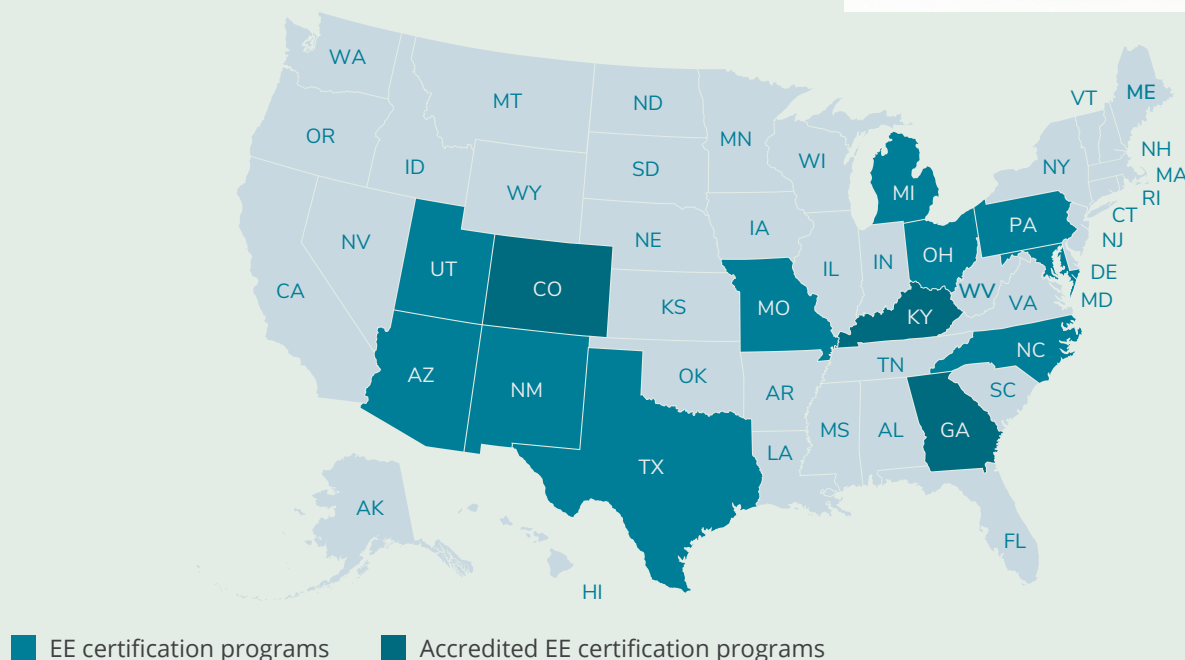 WA
MT
ND
MN
OR
ID
WY
SD
WI
MI
NY
VT
ME
NH
MA
RI
CT
NJ
NV
UT
CO
NE
IA
IL
IN
OH
PA
DE
MD
CA
KS
MO
KY
WV
VA
AZ
NM
OK
AR
TN
NC
SC
TX
LA
MS
AL
GA
FL
AK
HI
EE certification programs
Accredited EE certification programs